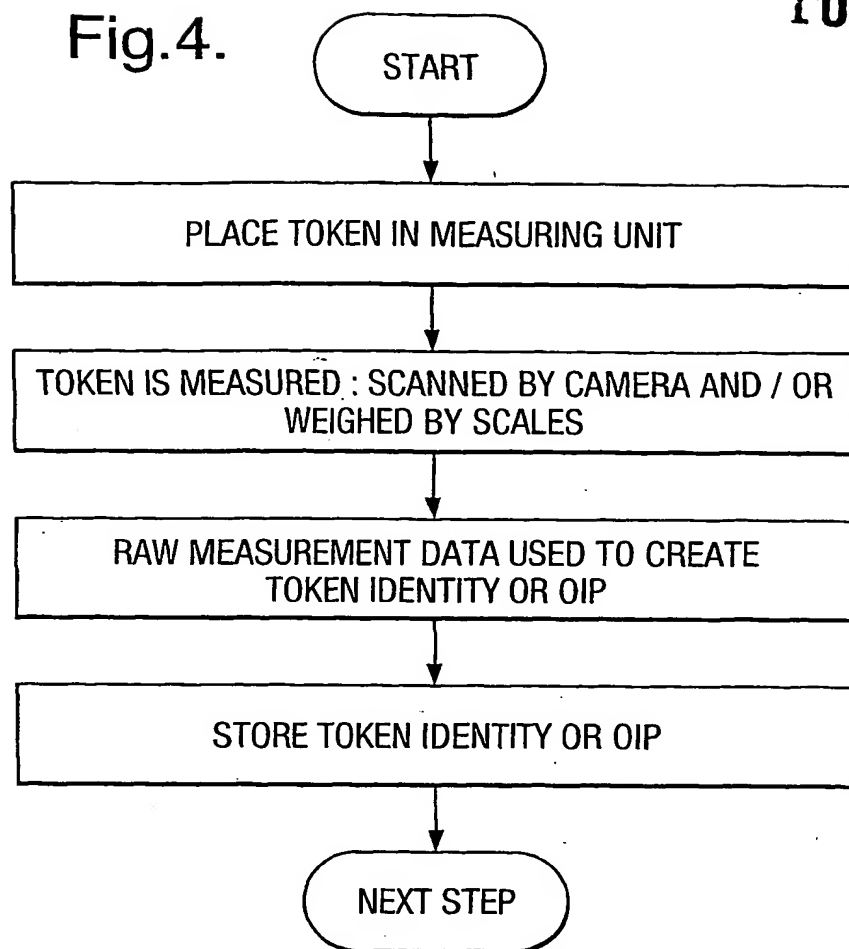 Fig.4.
START
PLACE TOKEN IN MEASURING UNIT
TOKEN IS MEASURED : SCANNED BY CAMERA AND / OR
WEIGHED BY SCALES
RAW MEASUREMENT DATA USED TO CREATE
TOKEN IDENTITY OR OIP
STORE TOKEN IDENTITY OR OIP
NEXT STEP